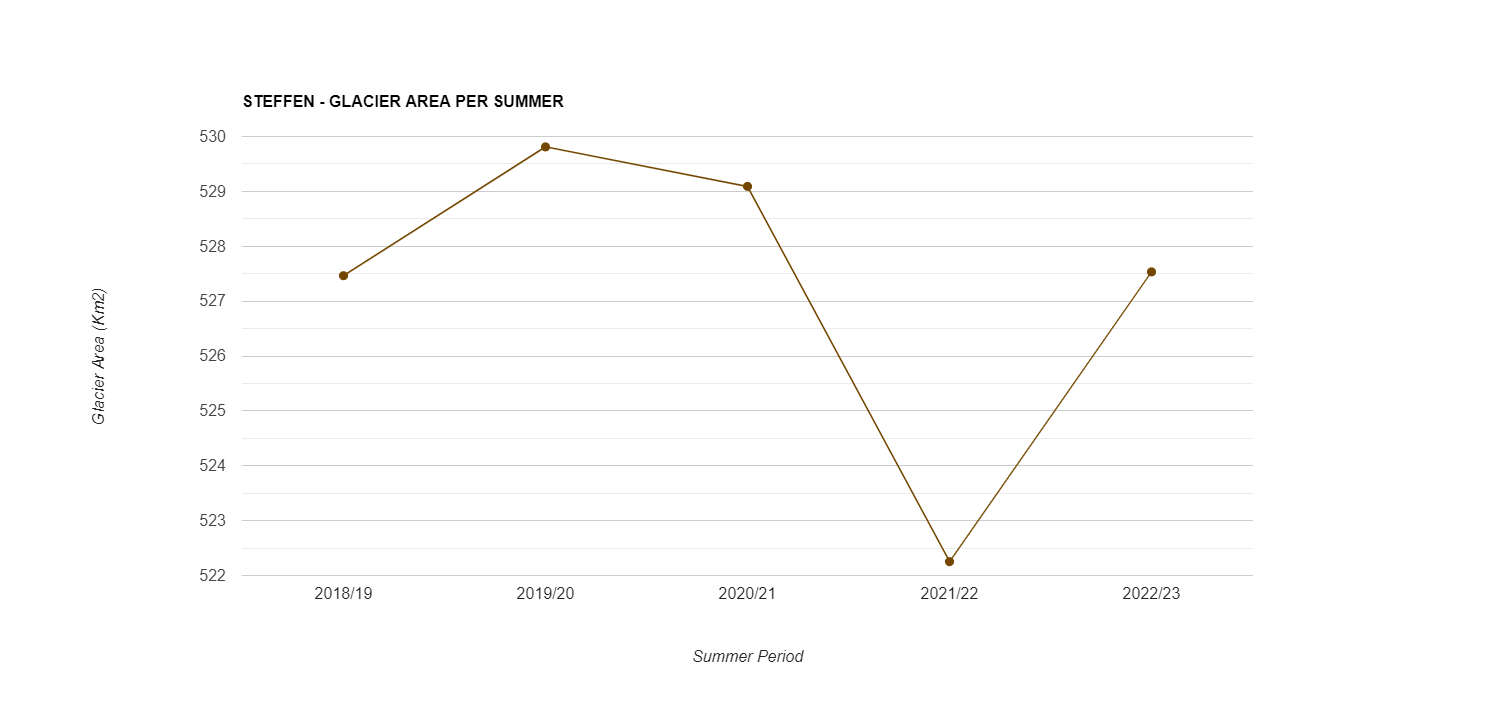 STEFFEN - GLACIER AREA PER SUMMER
530
529
528
527
526
525
524
523
522
Glacier Area (Km2)
2018/19 2019/20 2020/21 2021/22 2022/23
Summer Period